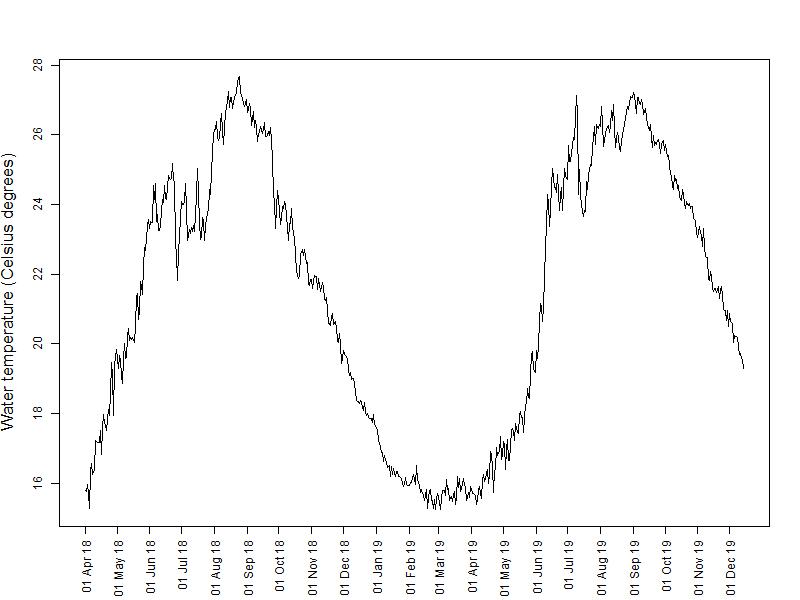 Water temperature (Celsius degrees)
28
26
24
22
20
18
16
01 Apr 18
01 May 18
01 Jun 18
01 Jul 18
01 Aug 18
01 Sep 18
01 Oct 18
01 Nov 18
01 Dec 18
01 Jan 19
01 Feb 19
01 Mar 19
01 Apr 19
01 May 19
01 Jun 19
01 Jul 19
01 Aug 19
01 Sep 19
01 Oct 19
01 Nov 19
01 Dec 19